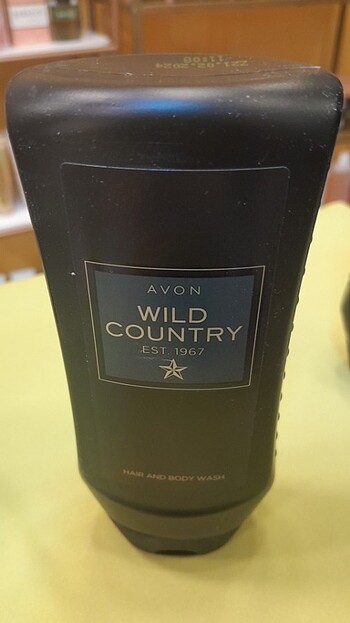 AVON
WILD
COUNTRY
EST. 1967
HAIR AND BODY WASH